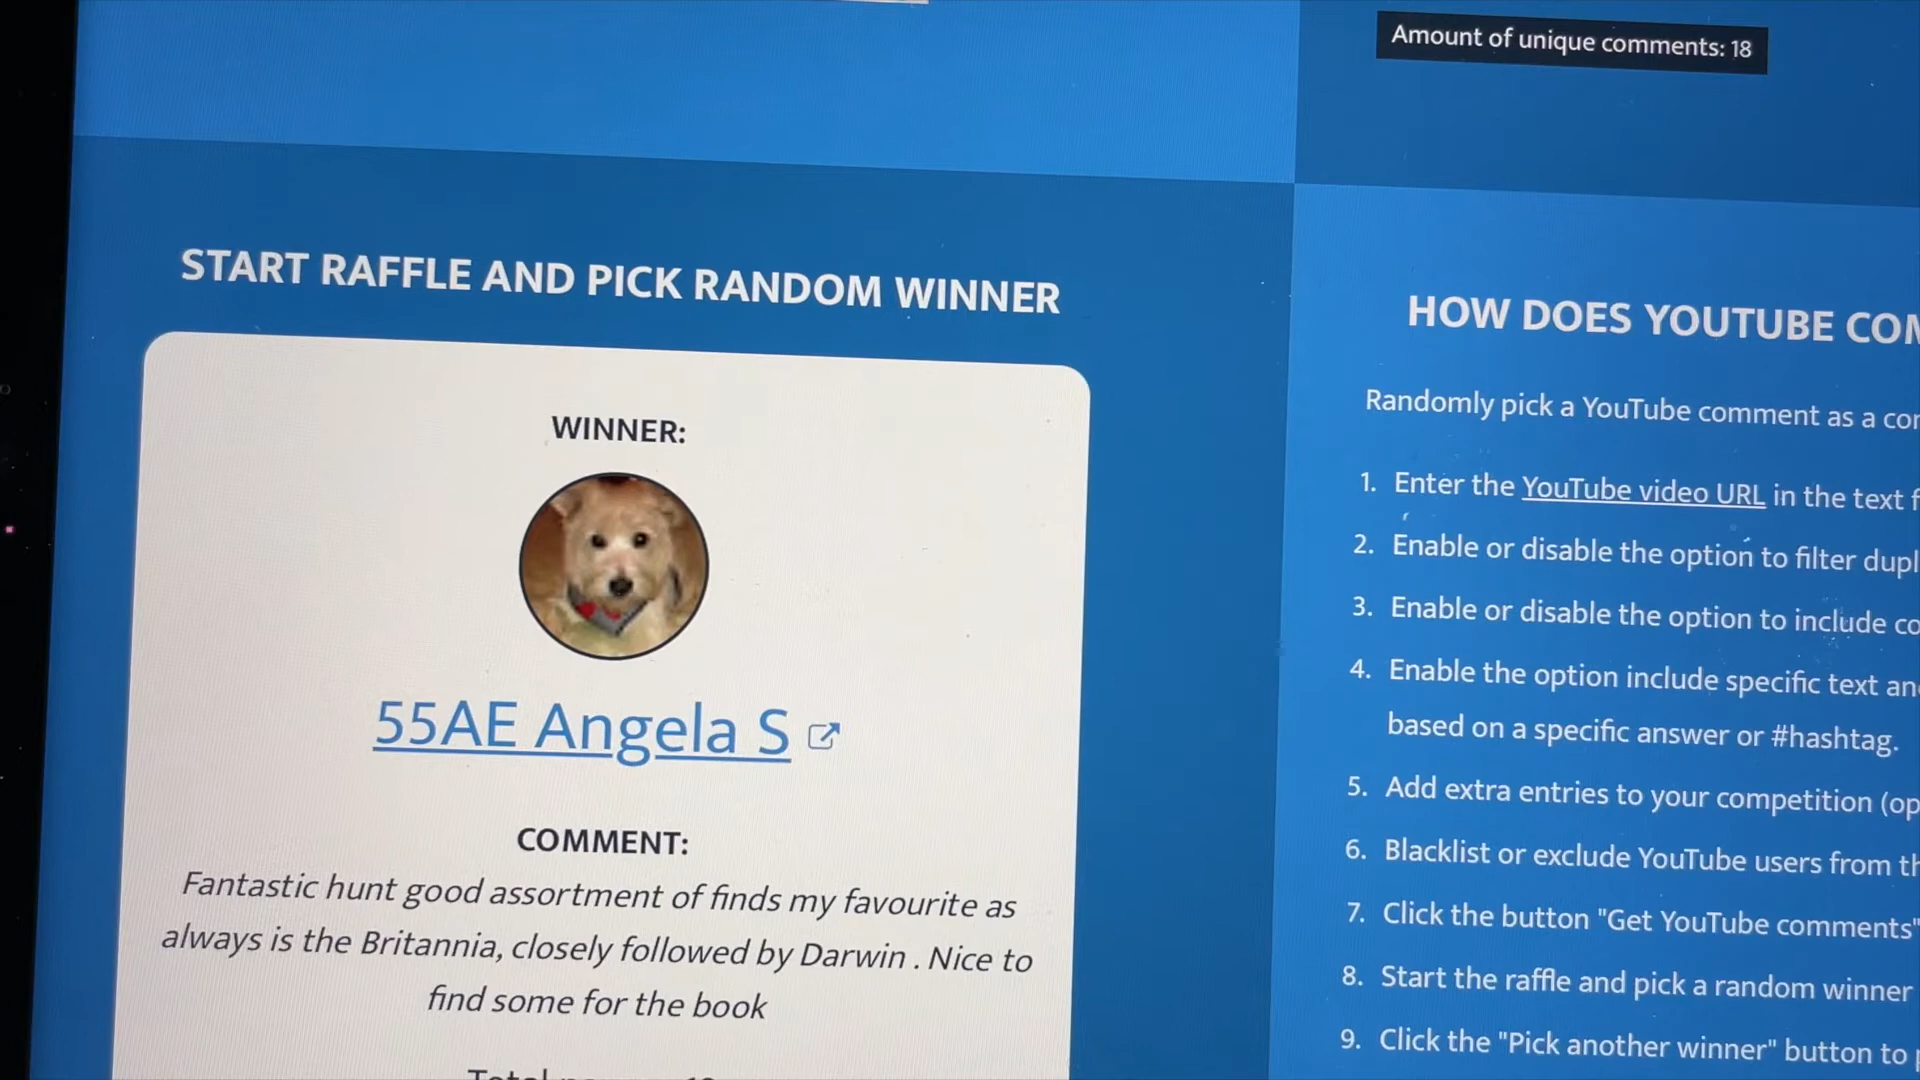 Amount of unique comments: 18
START RAFFLE AND PICK RANDOM WINNER
WINNER:
55AE Angela S
COMMENT:
Fantastic hunt good assortment of finds my favourite as
always is the Britannia, closely followed by Darwin . Nice to
find some for the book
HOW DOES YOUTUBE
Randomly pick a YouTube comment as a
1. Enter the YouTube video URL in the text
2. Enable or disable the option to filter
3. Enable or disable the option to include
4. Enable the option include specific text
based on a specific answer or #hashtag.
5. Add extra entries to your competition
6. Blacklist or exclude YouTube users from
7. Click the button "Get YouTube comments"
8. Start the raffle and pick a random winner
9. Click the "Pick another winner" button to